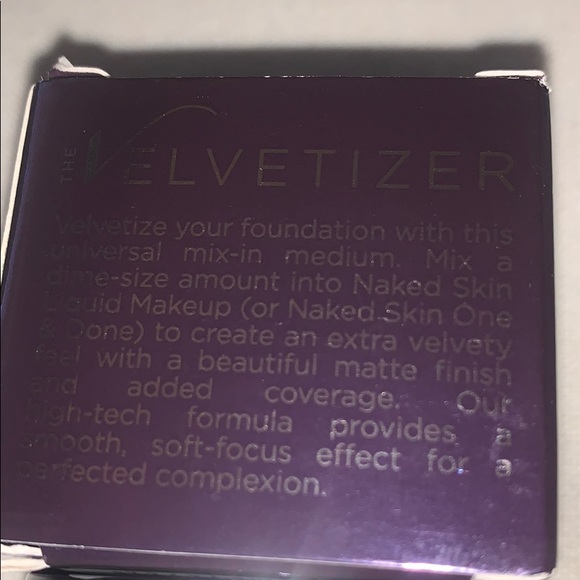 THE VELVETIZER
Velvetize your foundation with this
universal mix-in medium. Mix a
dime-size amount into Naked Skin
Liquid Makeup (or Naked Skin One
& Done) to create an extra velvety
feel with a beautiful matte finish
and added coverage. Our
high-tech formula provides a
smooth, soft-focus effect for a
perfected complexion.